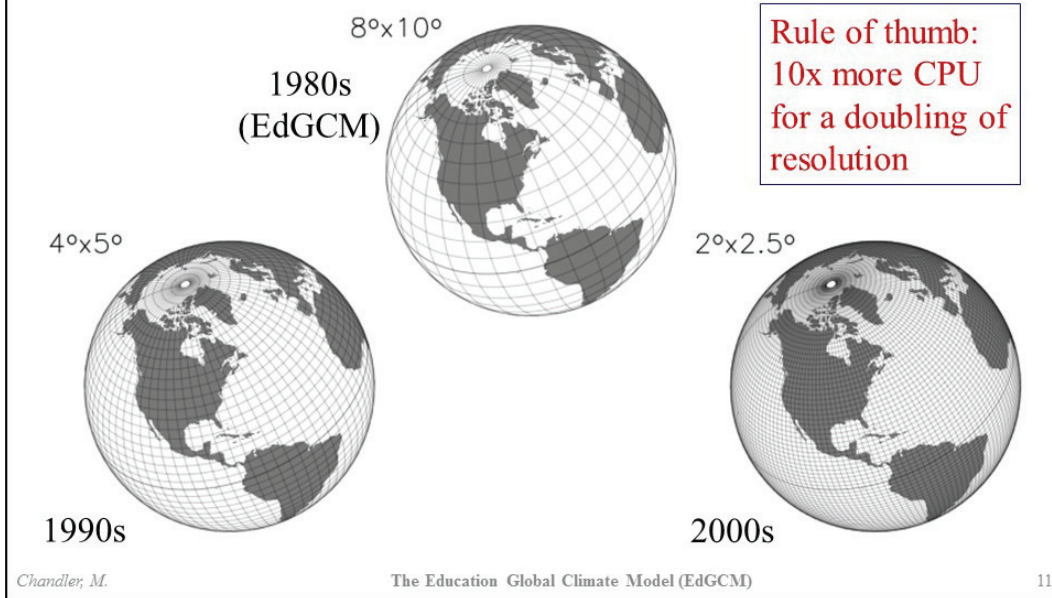 8°x10°
1980s
(EdGCM)
Rule of thumb:
10x more CPU
for a doubling of
resolution
4°x5°
1990s
2°x2.5°
2000s
Chandler, M.
The Education Global Climate Model (EdGCM)
11